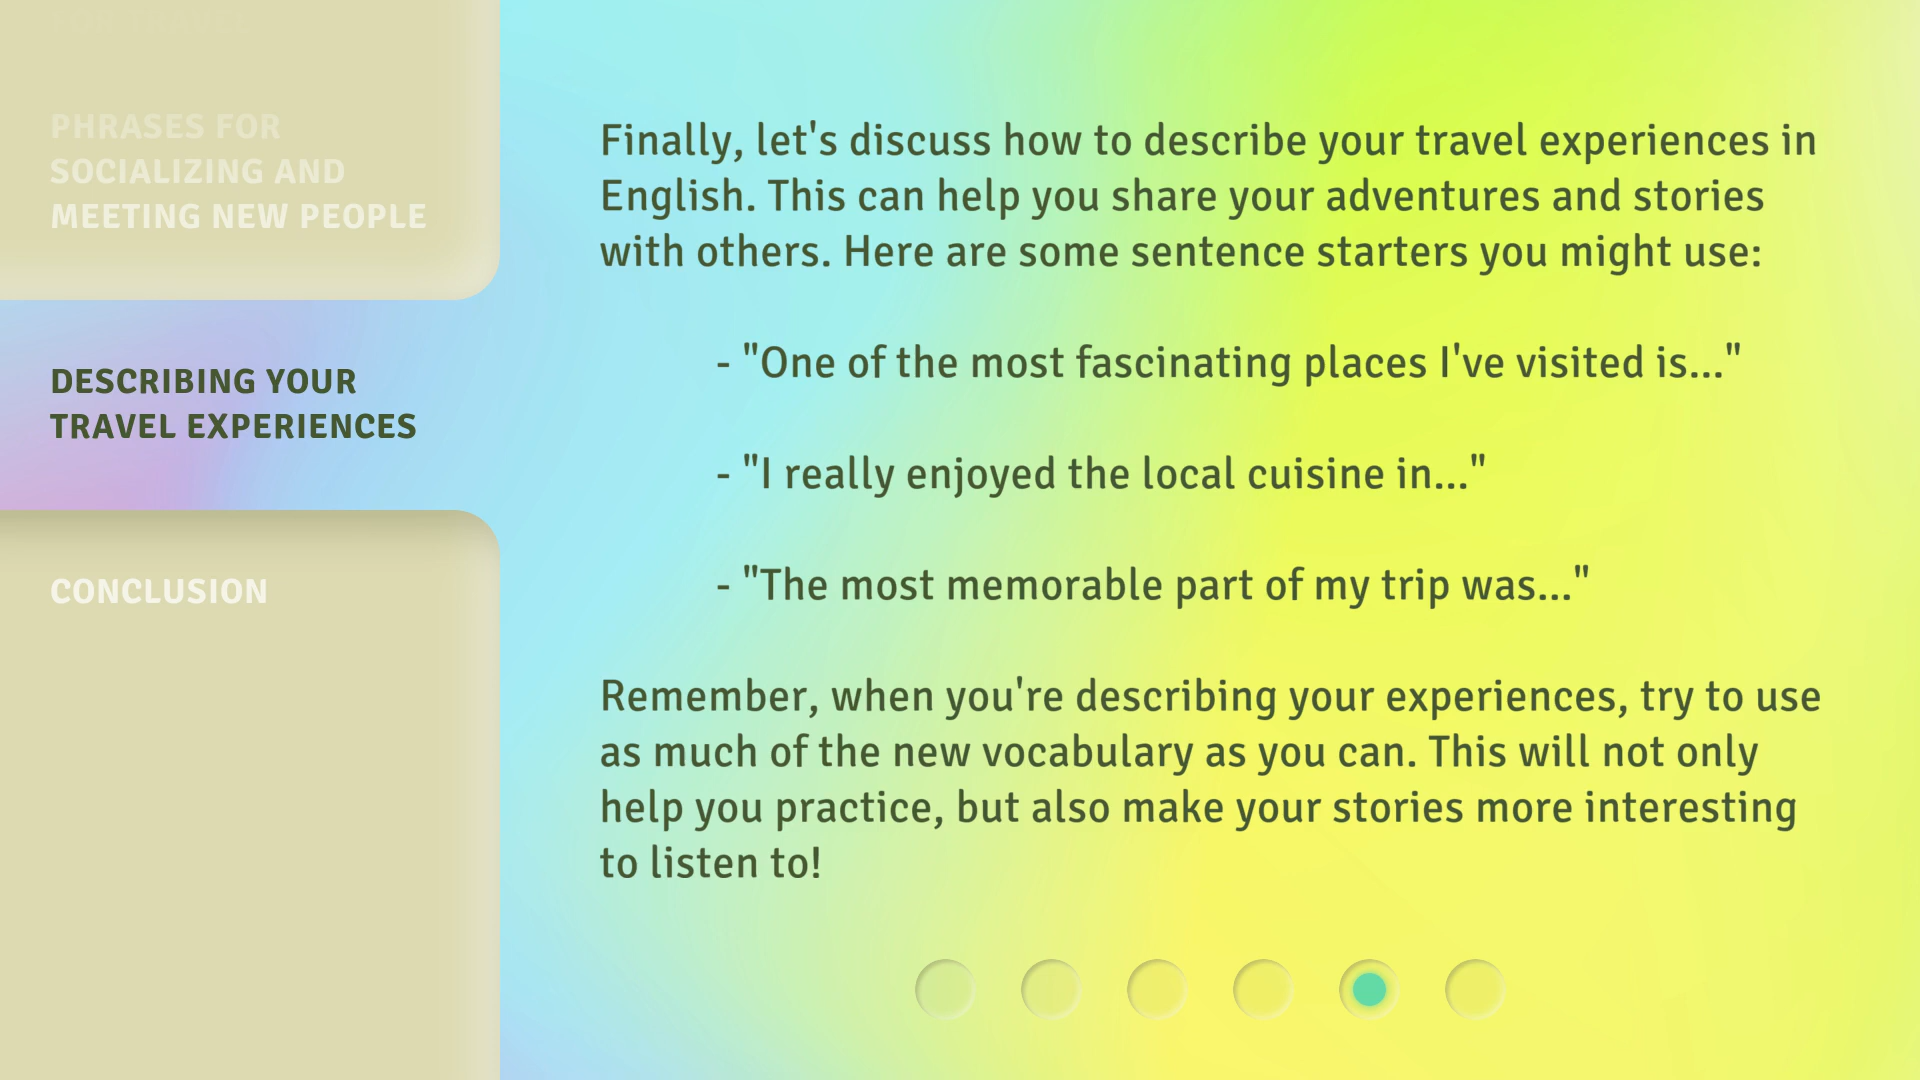 FOR TRAVEL
PHRASES FOR
SOCIALIZING AND
MEETING NEW PEOPLE
DESCRIBING YOUR
TRAVEL EXPERIENCES
CONCLUSION
Finally, let's discuss how to describe your travel experiences in
English. This can help you share your adventures and stories
with others. Here are some sentence starters you might use:
- "One of the most fascinating places I've visited is..."
- "I really enjoyed the local cuisine in..."
- "The most memorable part of my trip was..."
Remember, when you're describing your experiences, try to use
as much of the new vocabulary as you can. This will not only
help you practice, but also make your stories more interesting
to listen to!